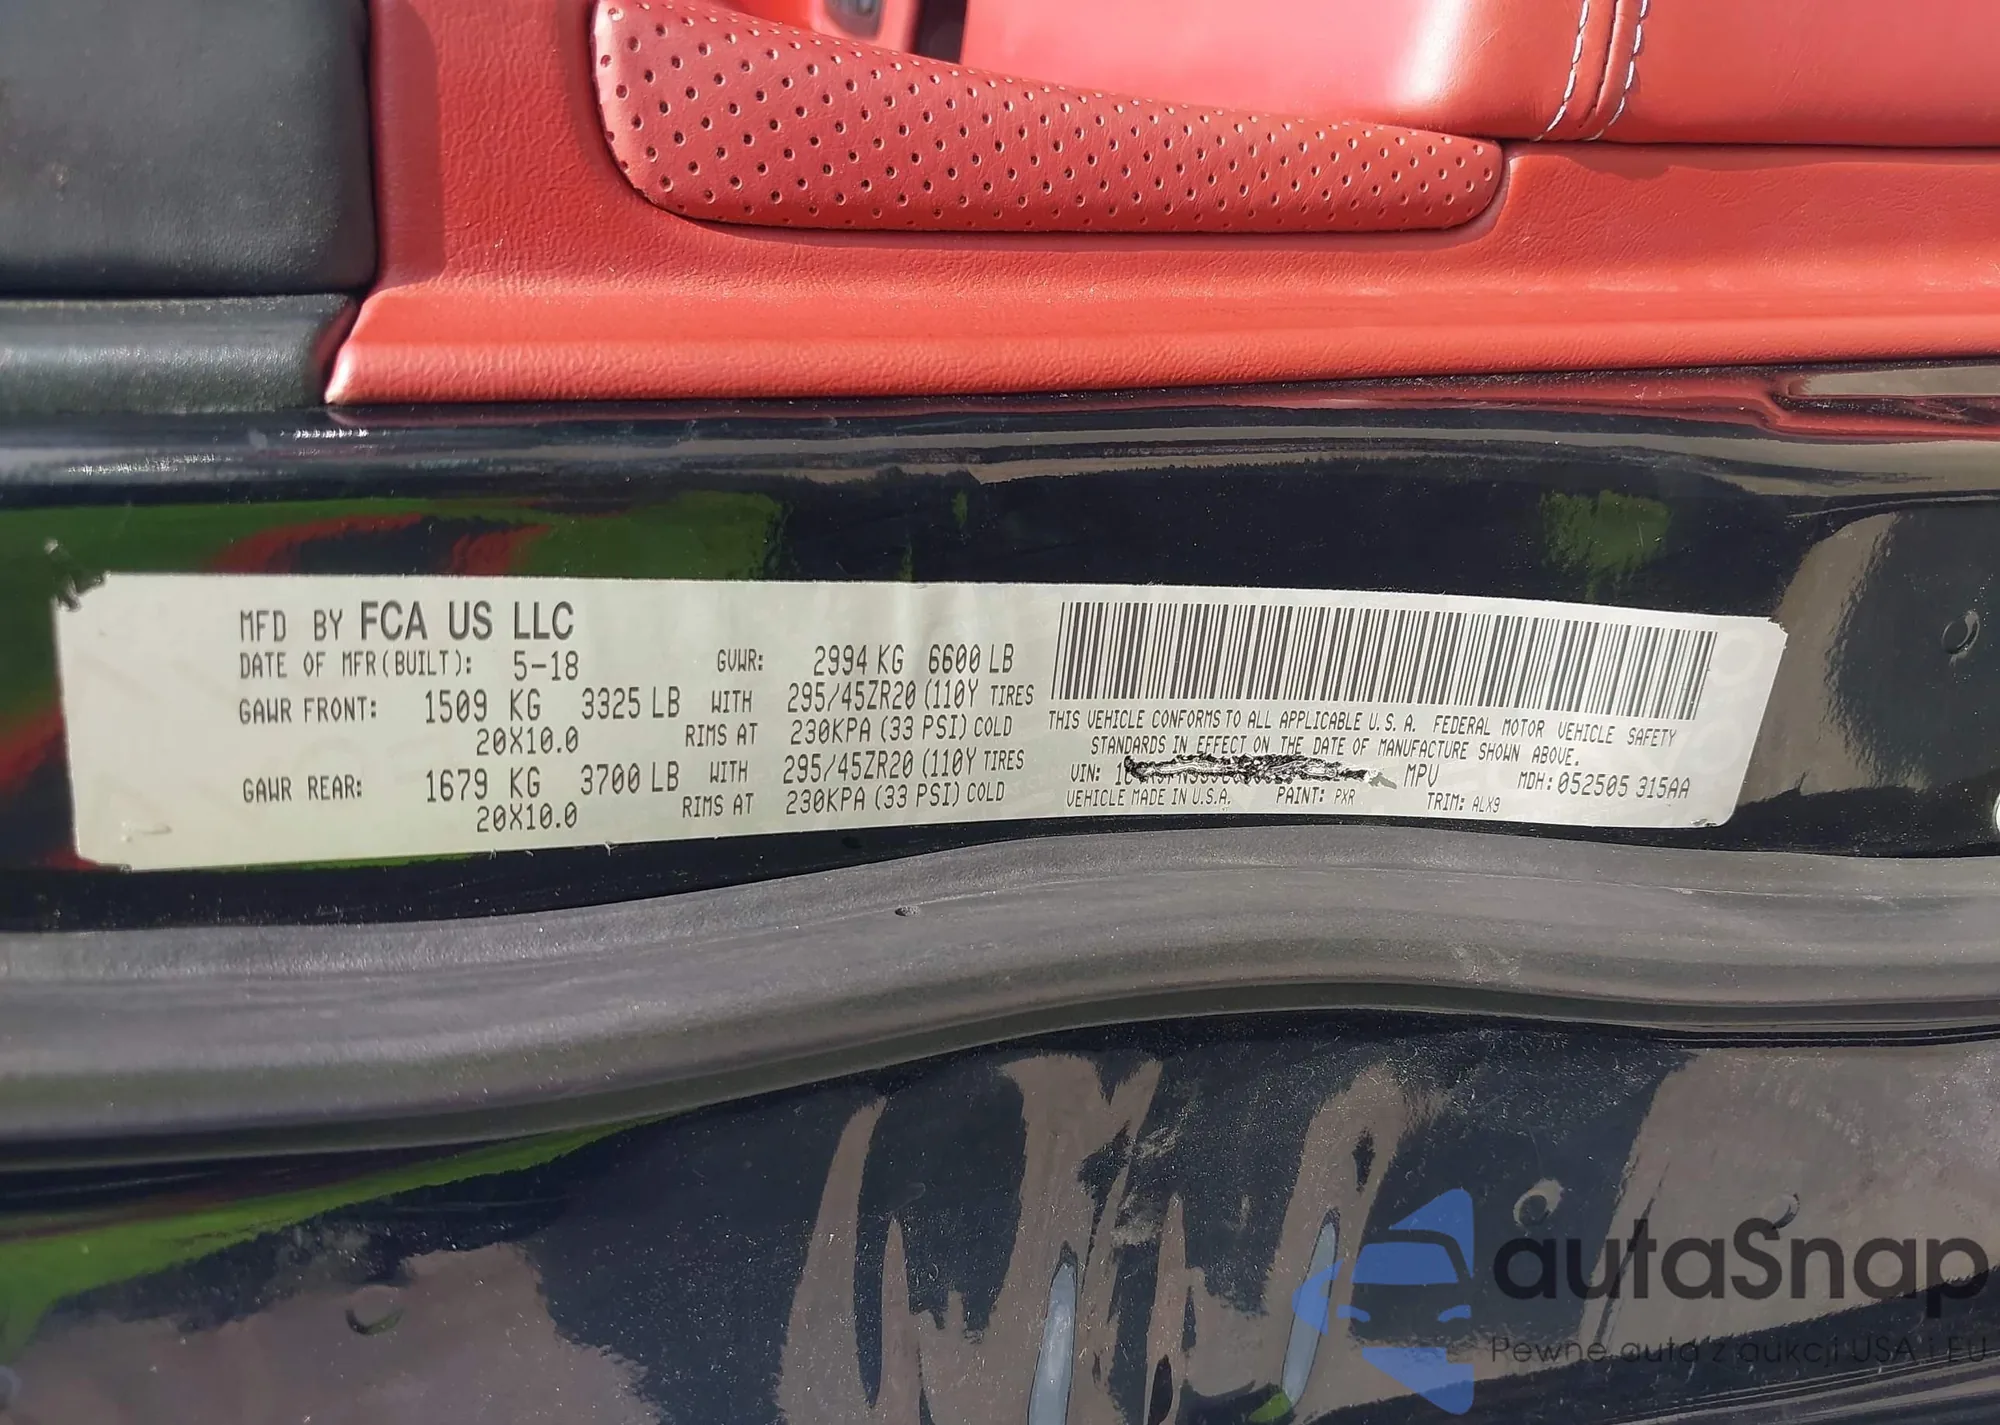 MFD BY FCA US LLC
DATE OF MFR(BUILT): 5-18 GVWR: 2994 KG 6600 LB
GAWR FRONT: 1509 KG 3325 LB WITH 295/45ZR20 (110Y TIRES
20X10.0 RIMS AT 230KPA (33 PSI) COLD
GAWR REAR: 1679 KG 3700 LB WITH 295/45ZR20 (110Y TIRES
20X10.0 RIMS AT 230KPA (33 PSI) COLD
THIS VEHICLE CONFORMS TO ALL APPLICABLE U.S.A. FEDERAL MOTOR VEHICLE SAFETY
STANDARDS IN EFFECT ON THE DATE OF MANUFACTURE SHOWN ABOVE.
VIN: MPV MDH: 052505 315AA
VEHICLE MADE IN U.S.A. PAINT: PXR TRIM: ALX9
autaSnap
Pewne auta z aukcji USA i EU